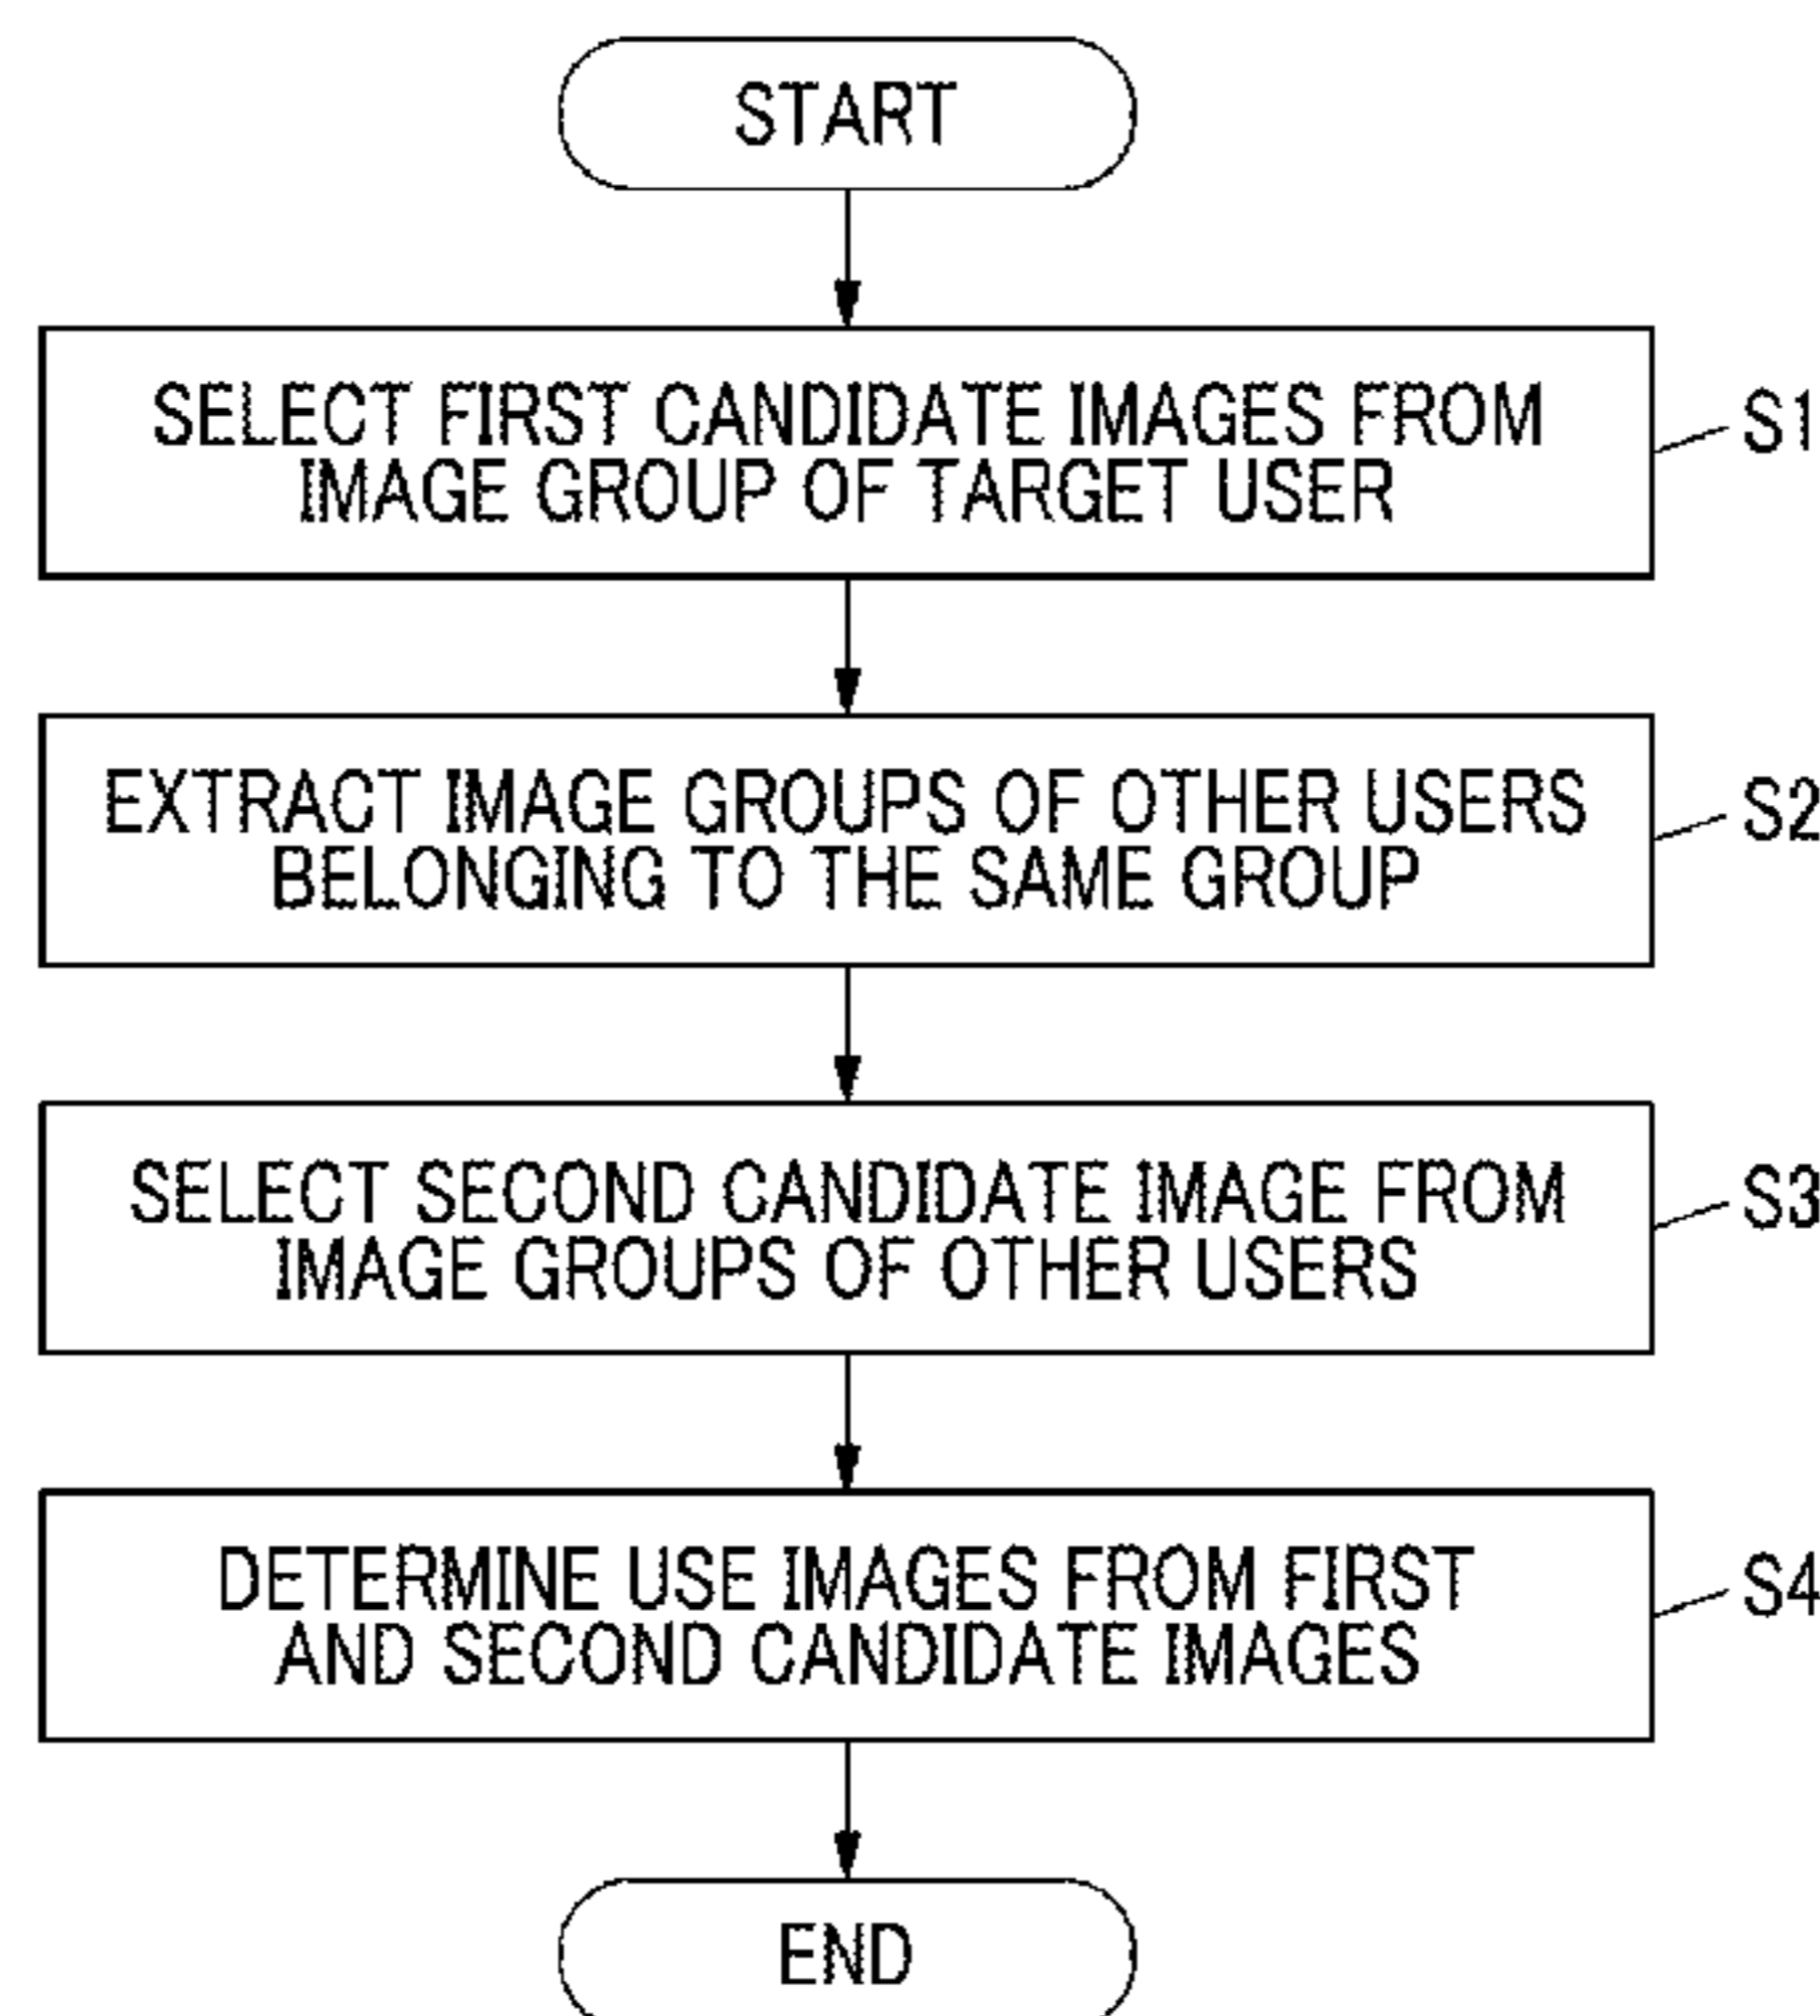 START
SELECT FIRST CANDIDATE IMAGES FROM
IMAGE GROUP OF TARGET USER
S1
EXTRACT IMAGE GROUPS OF OTHER USERS
BELONGING TO THE SAME GROUP
S2
SELECT SECOND CANDIDATE IMAGE FROM
IMAGE GROUPS OF OTHER USERS
S3
DETERMINE USE IMAGES FROM FIRST
AND SECOND CANDIDATE IMAGES
S4
END